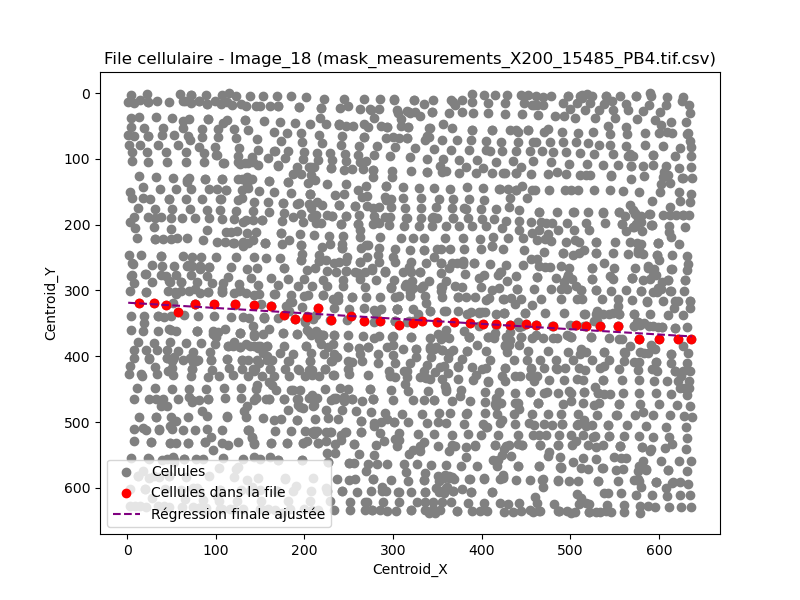 File cellulaire - Image_18 (mask_measurements_X200_15485_PB4.tif.csv)
0
100
200
300
400
500
600
Centroid_Y
Cellules
Cellules dans la file
Régression finale ajustée
0 100 200 300 400 500 600
Centroid_X